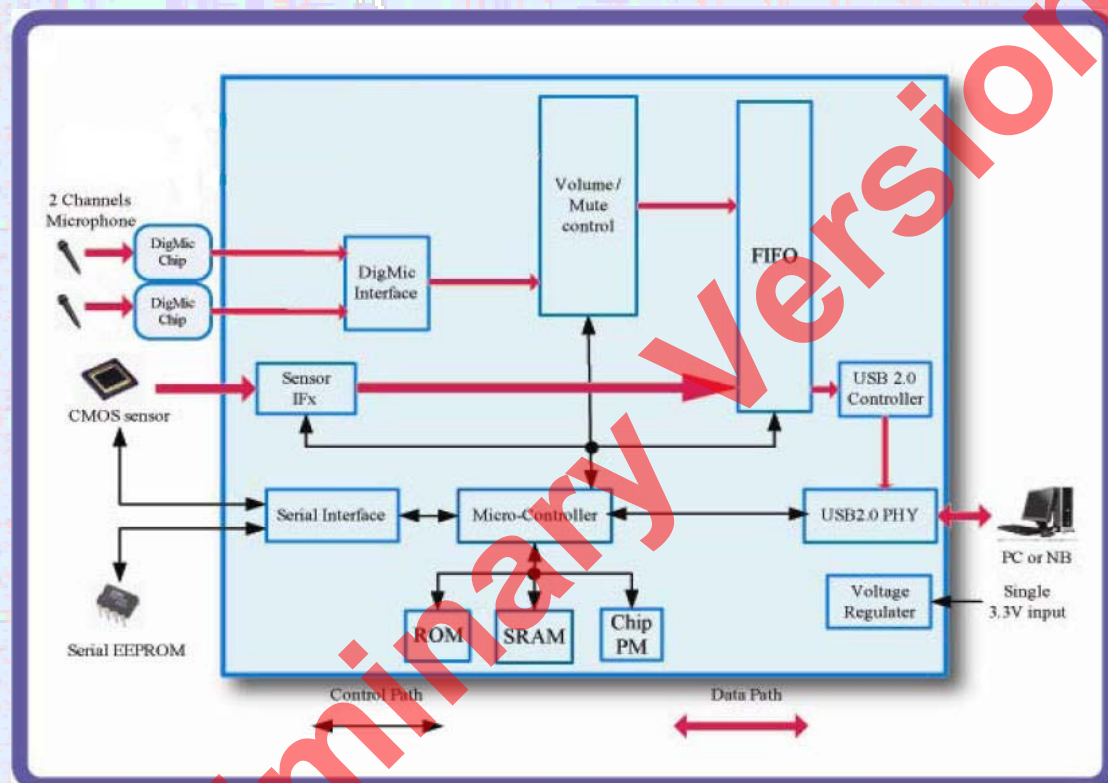 2 Channels
Microphone
DigMic
Chip
DigMic
Chip
DigMic
Interface
Volume /
Mute
control
FIFO
CMOS sensor
Sensor
IFx
USB 2.0
Controller
Serial Interface
Micro-Controller
USB2.0 PHY
PC or NB
Serial EEPROM
ROM
SRAM
Chip
PM
Voltage
Regulater
Single
3.3V input
Control Path
Data Path
Version